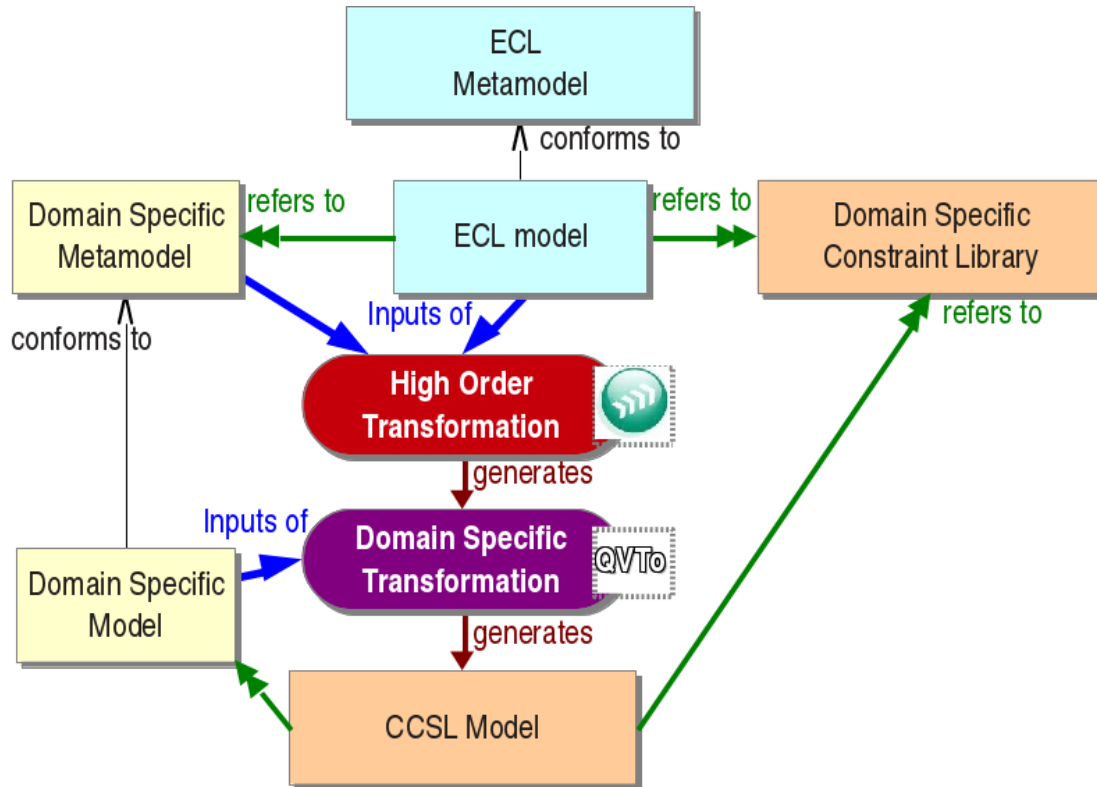 ECL
Metamodel
conforms to
Domain Specific
Metamodel
refers to
ECL model
refers to
Domain Specific
Constraint Library
Inputs of
refers to
conforms to
High Order
Transformation
generates
Inputs of
Domain Specific
Transformation
QVTo
Domain Specific
Model
generates
CCSL Model